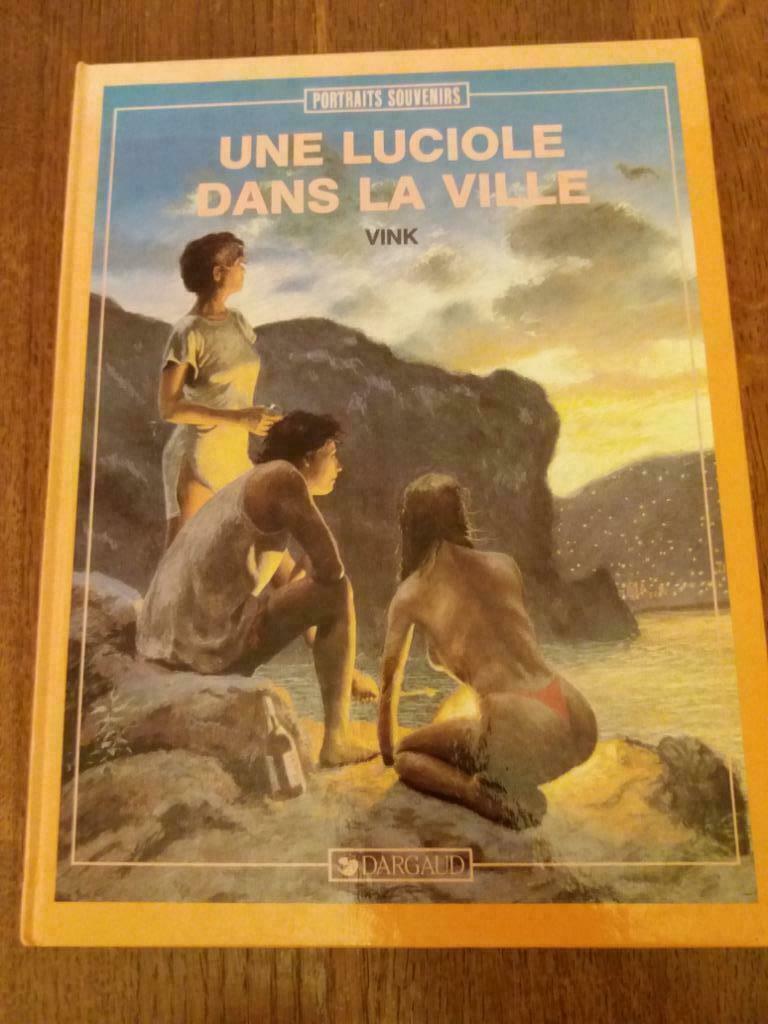 PORTRAITS SOUVENIRS
UNE LUCIOLE
DANS LA VILLE
VINK
DARGAUD